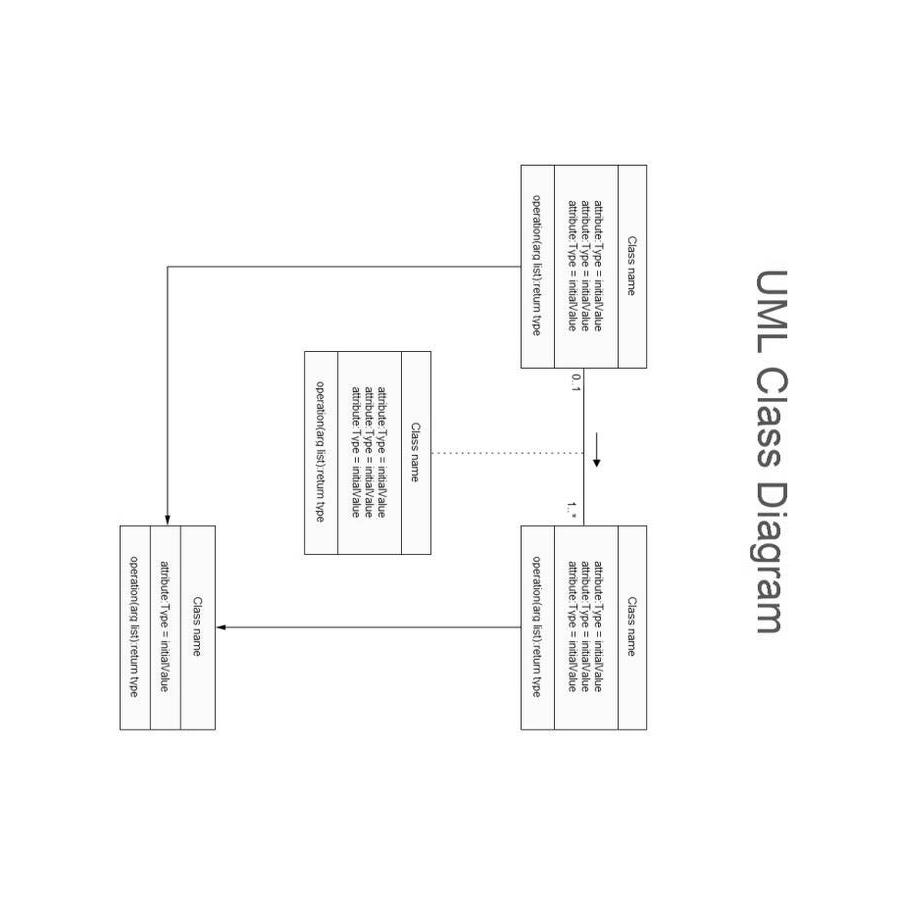 UML Class Diagram
Class name
attribute:Type = initialValue
attribute:Type = initialValue
attribute:Type = initialValue
operation(arg list):return type
0..1
1..*
Class name
attribute:Type = initialValue
attribute:Type = initialValue
attribute:Type = initialValue
operation(arg list):return type
Class name
attribute:Type = initialValue
attribute:Type = initialValue
attribute:Type = initialValue
operation(arg list):return type
Class name
attribute:Type = initialValue
operation(arg list):return type